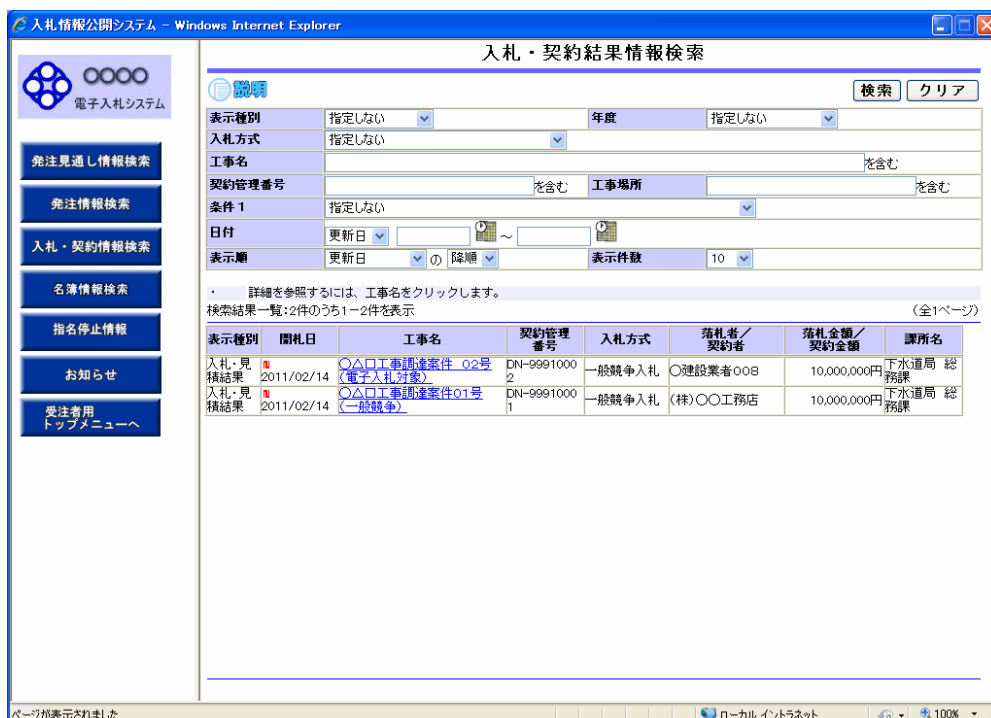 入札情報公開システム - Windows Internet Explorer
〇〇〇〇
電子入札システム
発注見通し情報検索
発注情報検索
入札・契約情報検索
名簿情報検索
指名停止情報
お知らせ
受注者用
トップメニューへ
入札・契約結果情報検索
説明
検索 クリア
表示種別 指定しない 年度 指定しない
入札方式 指定しない
工事名 を含む
契約管理番号 を含む 工事場所 を含む
条件1 指定しない
日付 更新日 ～
表示順 更新日 の 降順 表示件数 10
・ 詳細を参照するには、工事名をクリックします。
検索結果一覧:2件のうち1－2件を表示 (全1ページ)
表示種別 開札日 工事名 契約管理番号 入札方式 落札者／契約者 落札金額／契約金額 課所名
入札・見積結果 2011/02/14 〇△口工事調達案件 02号(電子入札対象) DN-99910002 一般競争入札 〇建設業者008 10,000,000円 下水道局 総務課
入札・見積結果 2011/02/14 〇△口工事調達案件01号(一般競争) DN-99910001 一般競争入札 (株)〇〇工務店 10,000,000円 下水道局 総務課
ページが表示されました
ローカル イントラネット 100%